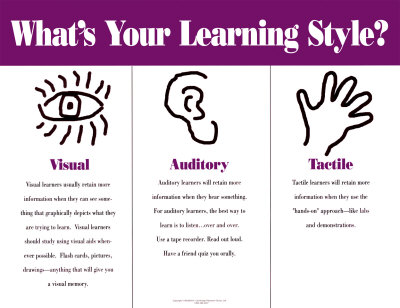 What's Your Learning Style?
Visual
Visual learners usually retain more
information when they can see some-
thing that graphically depicts what they
are trying to learn. Visual learners
should study using visual aids when-
ever possible. Flash cards, pictures,
drawings—anything that will give you
a visual memory.
Auditory
Auditory learners will retain more
information when they hear something.
For auditory learners, the best way to
learn is to listen...over and over.
Use a tape recorder. Read out loud.
Have a friend quiz you orally.
Tactile
Tactile learners will retain more
information when they use the
"hands-on" approach—like labs
and demonstrations.